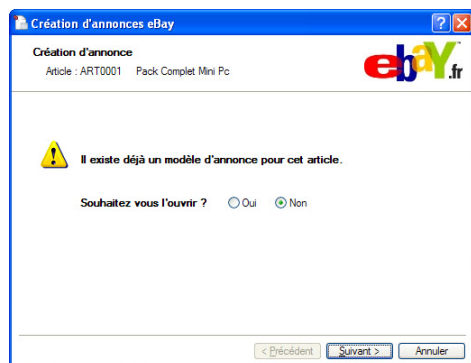 Création d'annonces eBay
Création d'annonce
Article : ART0001 Pack Complet Mini Pc
ebaY.fr
Il existe déjà un modèle d'annonce pour cet article.
Souhaitez vous l'ouvrir ? Oui Non
< Précédent Suivant > Annuler